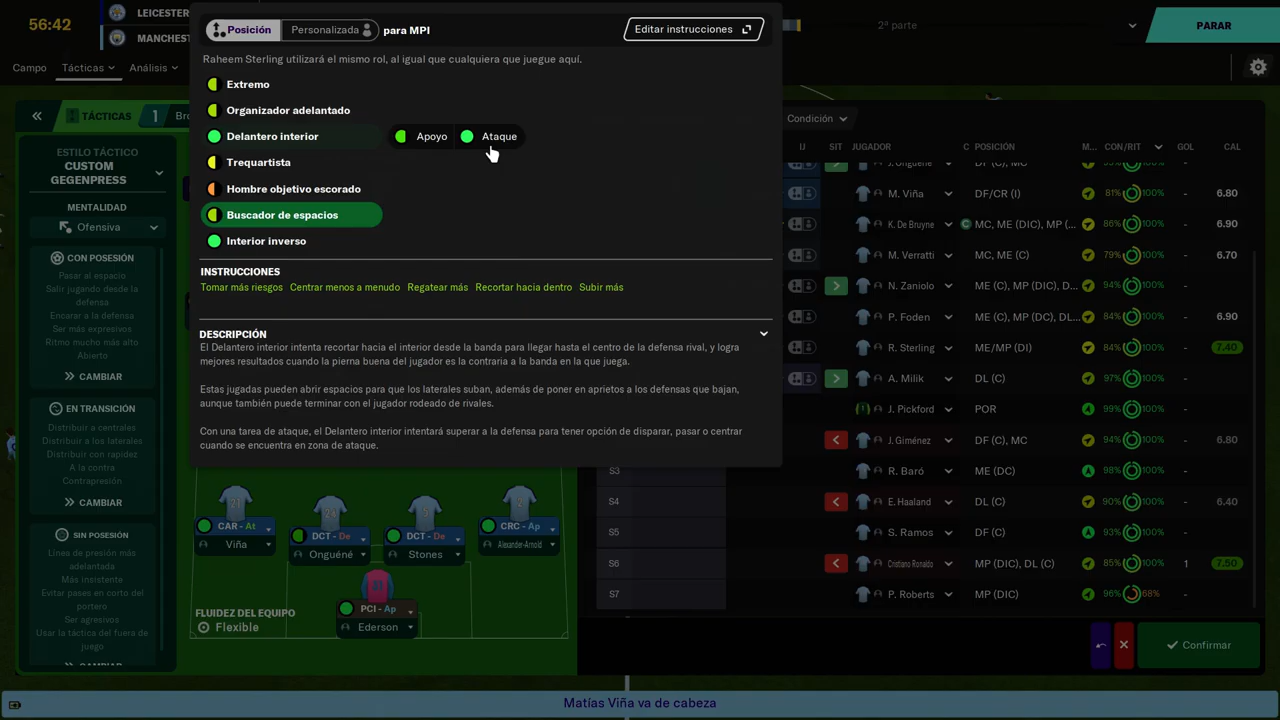 56:42
LEICESTER
MANCHEST
2ª parte
PARAR
Campo
Tácticas
Análisis
Posición
Personalizada
para MPI
Editar instrucciones
Raheem Sterling utilizará el mismo rol, al igual que cualquiera que juegue aquí.
Extremo
Organizador adelantado
Delantero interior
Apoyo
Ataque
Trequartista
Hombre objetivo escorado
Buscador de espacios
Interior inverso
INSTRUCCIONES
Tomar más riesgos Centrar menos a menudo Regatear más Recortar hacia dentro Subir más
DESCRIPCIÓN
El Delantero interior intenta recortar hacia el interior desde la banda para llegar hasta el centro de la defensa rival, y logra
mejores resultados cuando la pierna buena del jugador es la contraria a la banda en la que juega.
Estas jugadas pueden abrir espacios para que los laterales suban, además de poner en aprietos a los defensas que bajan,
aunque también puede terminar con el jugador rodeado de rivales.
Con una tarea de ataque, el Delantero interior intentará superar a la defensa para tener opción de disparar, pasar o centrar
cuando se encuentra en zona de ataque.
TÁCTICAS
1
Bro
ESTILO TÁCTICO
CUSTOM
GEGENPRESS
MENTALIDAD
Ofensiva
CON POSESIÓN
Pasar al espacio
Salir jugando desde la
defensa
Encarar a la defensa
Ser más expresivos
Ritmo mucho más alto
Abierto
CAMBIAR
EN TRANSICIÓN
Distribuir a centrales
Distribuir a los laterales
Distribuir con rapidez
A la contra
Contrapresión
CAMBIAR
SIN POSESIÓN
Línea de presión más
adelantada
Más insistente
Evitar pases en corto del
portero
Ser agresivos
Usar la táctica del fuera de
juego
CAMBIAR
CAR - At
Viña
DCT - De
Onguéné
DCT - De
Stones
CRC - Ap
Alexander-Arnold
PCI - Ap
Ederson
FLUIDEZ DEL EQUIPO
Flexible
Condición
IJ SIT JUGADOR C POSICIÓN M... CON/RIT GOL CAL
J. Onguéné DF (C), MC 100%
M. Viña DF/CR (I) 81% 100% - 6.80
K. De Bruyne C MC, ME (DIC), MP (... 86% 100% - 6.90
M. Verratti MC, ME (C) 79% 100% - 6.70
N. Zaniolo ME (C), MP (DIC), D... 94% 100% - -
P. Foden ME (C), MP (DC), DL... 94% 100% - 6.90
R. Sterling ME/MP (DI) 84% 100% - 7.40
A. Milik DL (C) 97% 100% - -
J. Pickford POR 99% 100% - -
J. Giménez DF (C), MC 94% 100% - 6.80
S3 R. Baró ME (DC) 98% 100% - -
S4 E. Haaland DL (C) 90% 100% - 6.40
S5 S. Ramos DF (C) 93% 100% - -
S6 Cristiano Ronaldo MP (DIC), DL (C) 85% 100% 1 7.50
S7 P. Roberts MP (DIC) 96% 68% - -
Confirmar
Matías Viña va de cabeza